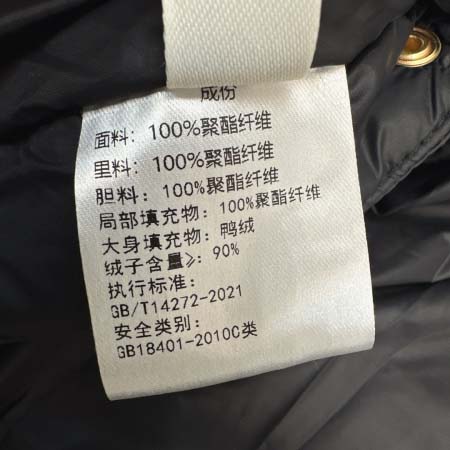 成份
面料：100%聚酯纤维
里料：100%聚酯纤维
胆料：100%聚酯纤维
局部填充物：100%聚酯纤维
大身填充物：鸭绒
绒子含量≥：90%
执行标准：
GB/T14272-2021
安全类别：
GB18401-2010C类